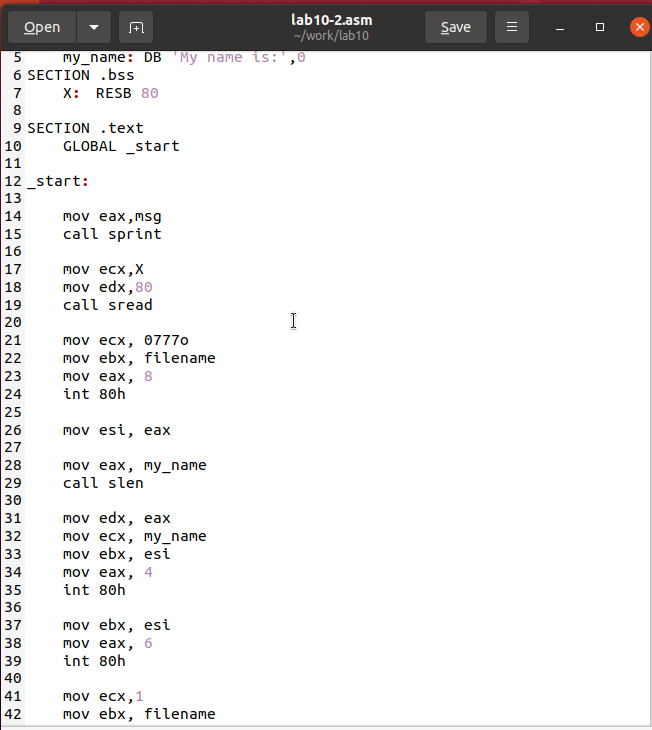 Open
lab10-2.asm
~/work/lab10
Save
5 my_name: DB 'My name is:',0
6 SECTION .bss
7 X: RESB 80
8
9 SECTION .text
10 GLOBAL _start
11
12 _start:
13
14 mov eax,msg
15 call sprint
16
17 mov ecx,X
18 mov edx,80
19 call sread
20
21 mov ecx, 0777o
22 mov ebx, filename
23 mov eax, 8
24 int 80h
25
26 mov esi, eax
27
28 mov eax, my_name
29 call slen
30
31 mov edx, eax
32 mov ecx, my_name
33 mov ebx, esi
34 mov eax, 4
35 int 80h
36
37 mov ebx, esi
38 mov eax, 6
39 int 80h
40
41 mov ecx,1
42 mov ebx, filename